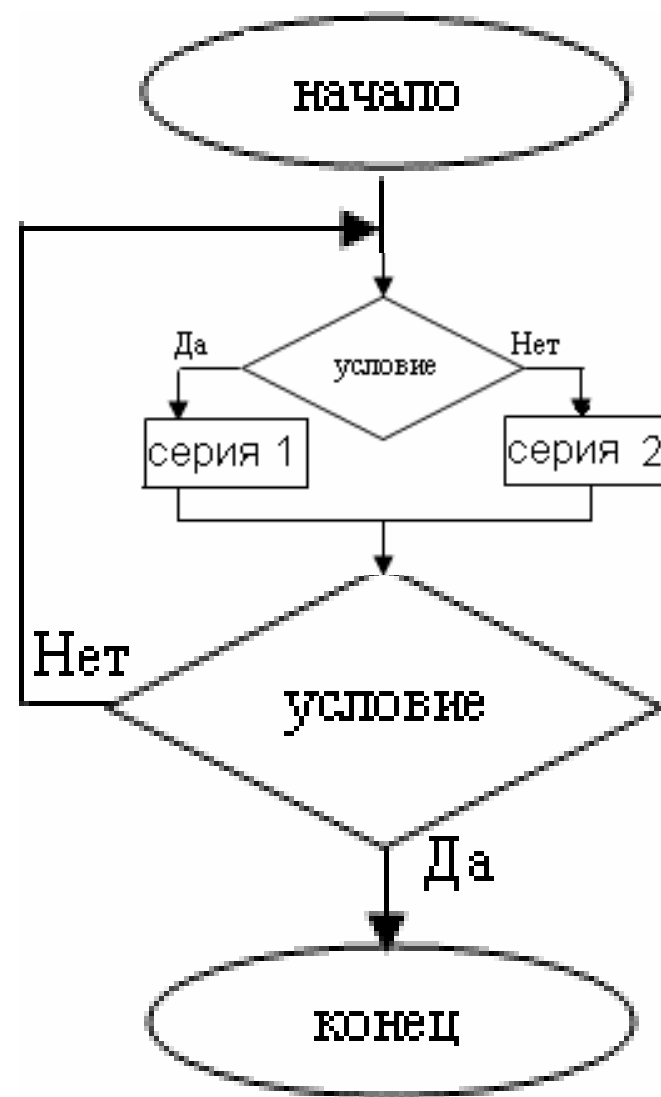 начало
Да
условие
Нет
серия 1
серия 2
Нет
условие
Да
конец